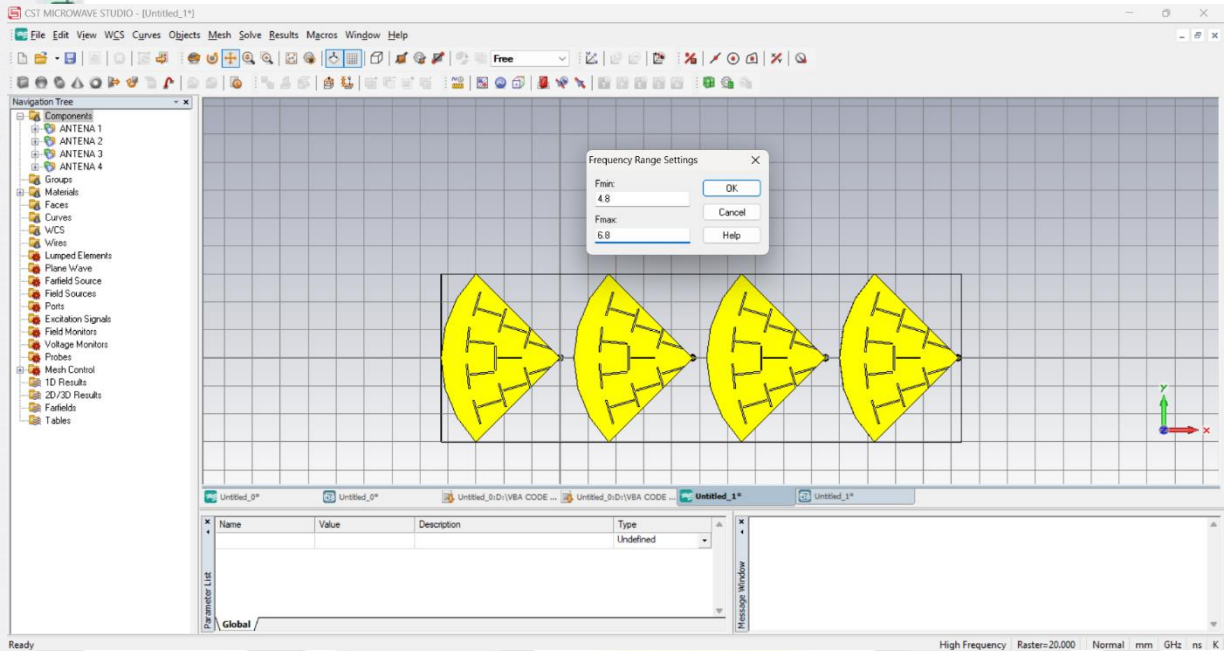 CST MICROWAVE STUDIO - [Untitled_1*]
File Edit View WCS Curves Objects Mesh Solve Results Macros Window Help
Free
Navigation Tree
Components
ANTENA 1
ANTENA 2
ANTENA 3
ANTENA 4
Groups
Materials
Faces
Curves
WCS
Wires
Lumped Elements
Plane Wave
Farfield Source
Field Sources
Ports
Excitation Signals
Field Monitors
Voltage Monitors
Probes
Mesh Control
1D Results
2D/3D Results
Farfields
Tables
Frequency Range Settings
Fmin:
4.8
OK
Cancel
Fmax:
6.8
Help
y
x
Untitled_0* Untitled_0* Untitled_0:D:\VBA CODE ... Untitled_0:D:\VBA CODE ... Untitled_1* Untitled_1*
Name Value Description Type
Undefined
Parameter List
Global
Message Window
Ready High Frequency Raster=20.000 Normal mm GHz ns K